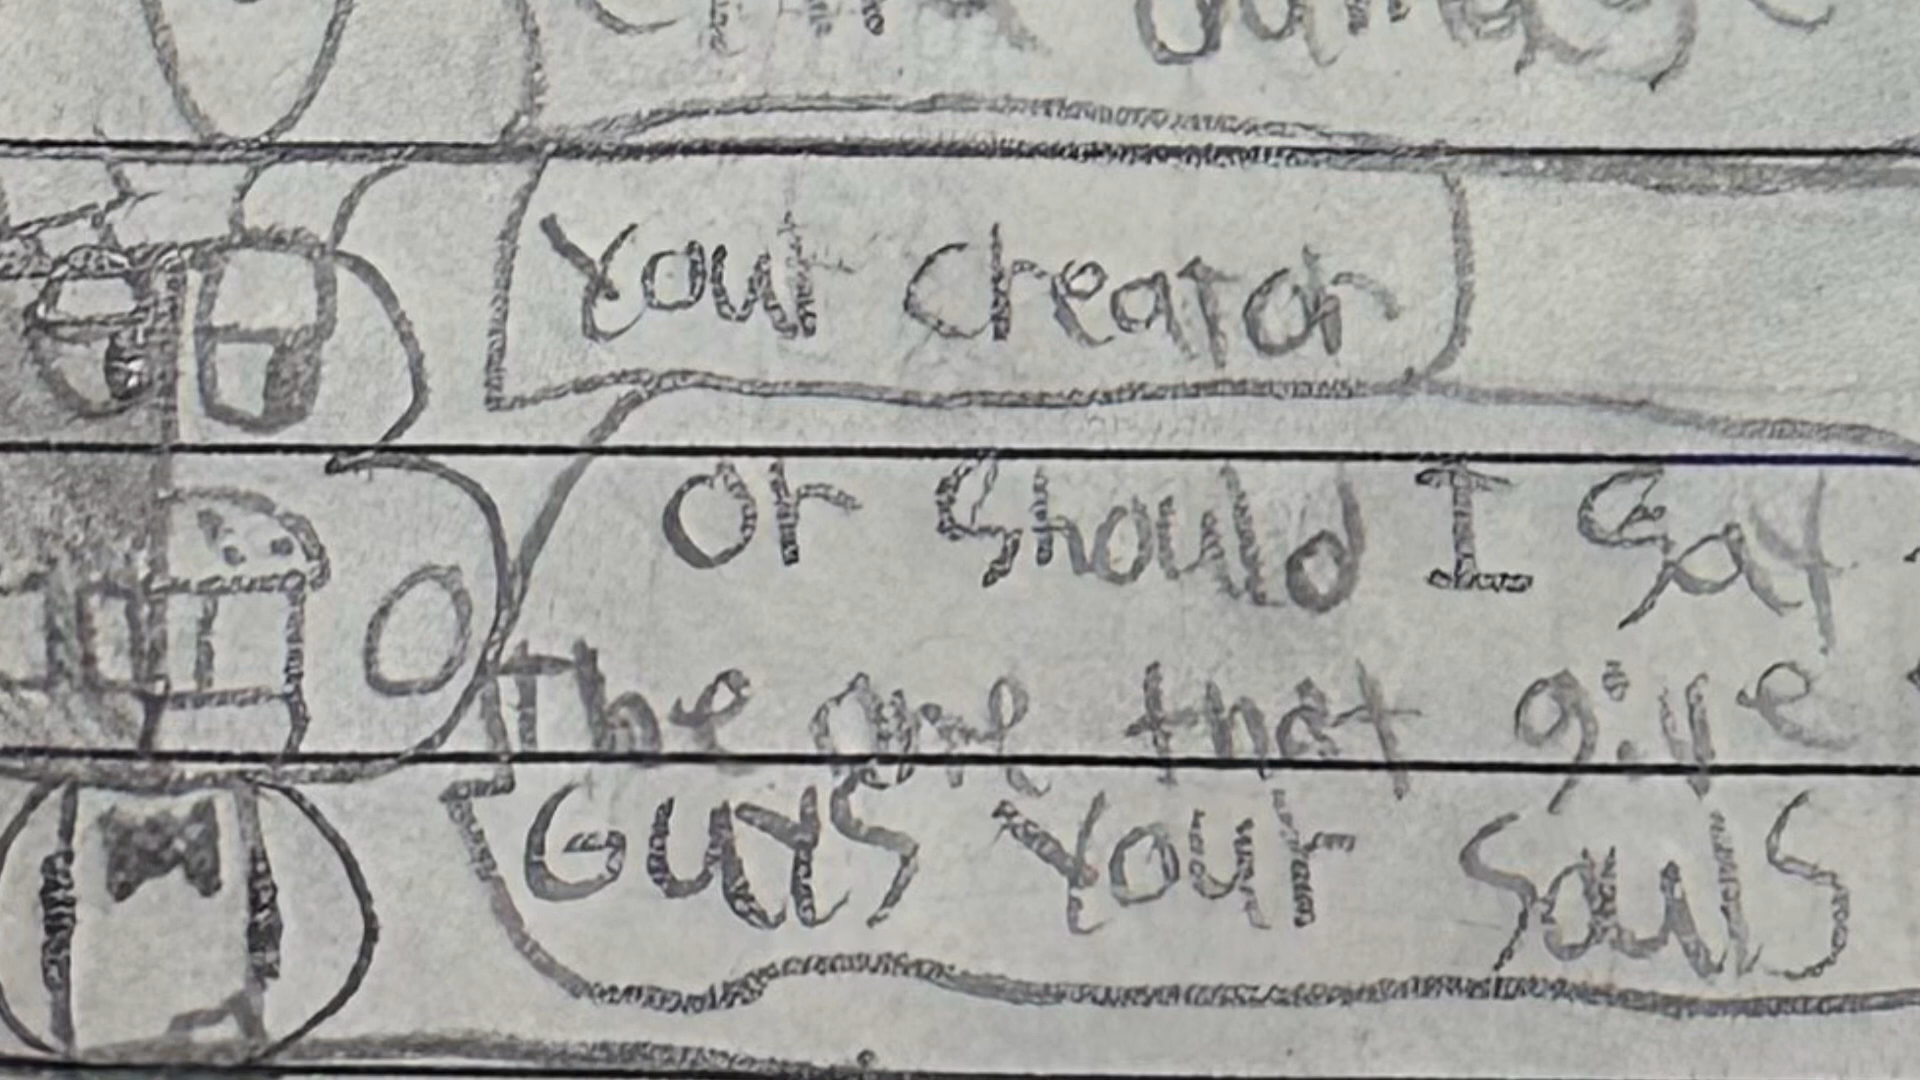 Your creator
or should I say
The one that give
Guys your souls